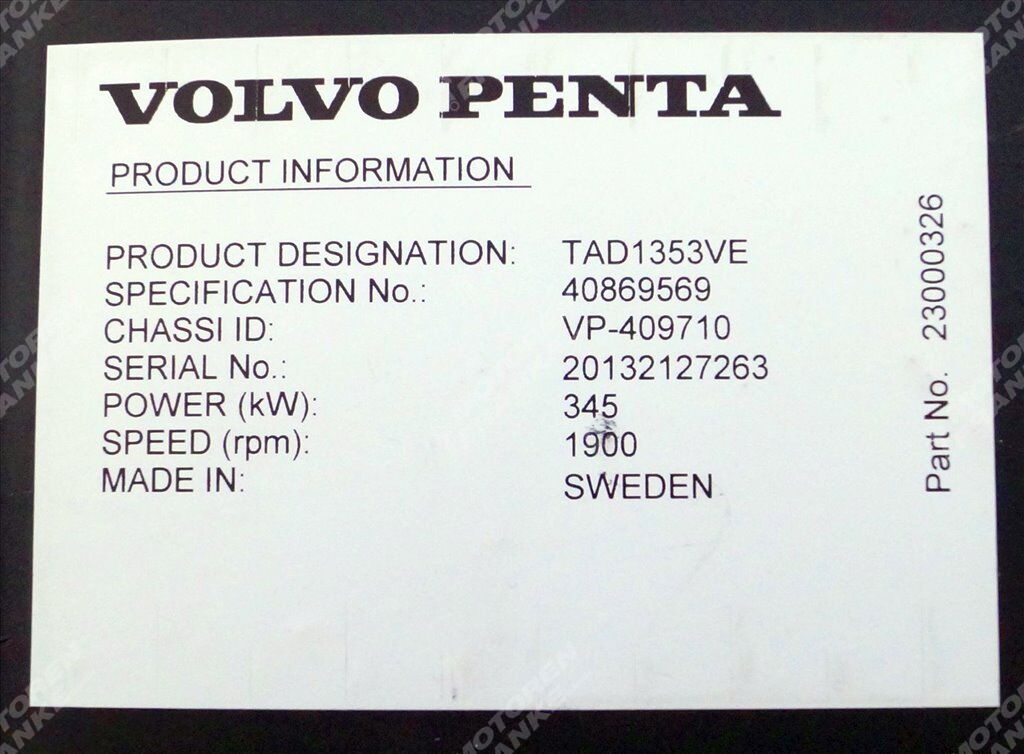 VOLVO PENTA
PRODUCT INFORMATION
PRODUCT DESIGNATION: TAD1353VE
SPECIFICATION No.: 40869569
CHASSI ID: VP-409710
SERIAL No.: 20132127263
POWER (kW): 345
SPEED (rpm): 1900
MADE IN: SWEDEN
Part No. 23000326
MOTOREN